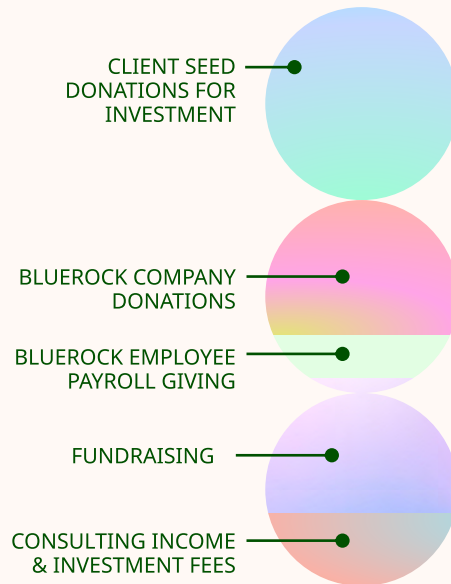 CLIENT SEED
DONATIONS FOR
INVESTMENT
BLUEROCK COMPANY
DONATIONS
BLUEROCK EMPLOYEE
PAYROLL GIVING
FUNDRAISING
CONSULTING INCOME
& INVESTMENT FEES